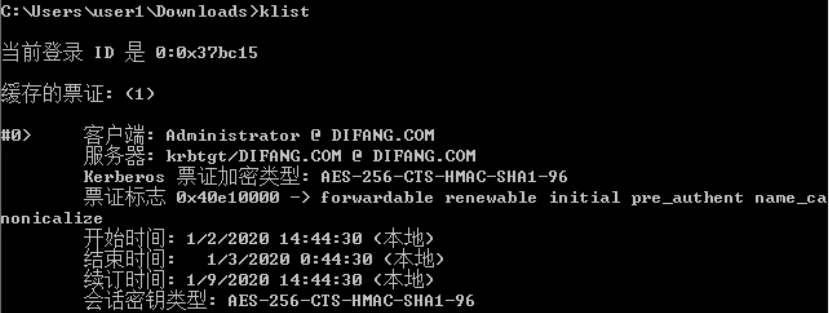 C:\Users\user1\Downloads>klist
当前登录 ID 是 0:0x37bc15
缓存的票证: (1)
#0> 客户端: Administrator @ DIFANG.COM
服务器: krbtgt/DIFANG.COM @ DIFANG.COM
Kerberos 票证加密类型: AES-256-CTS-HMAC-SHA1-96
票证标志 0x40e10000 -> forwardable renewable initial pre_authent name_ca
nonicalize
开始时间: 1/2/2020 14:44:30 (本地)
结束时间: 1/3/2020 0:44:30 (本地)
续订时间: 1/9/2020 14:44:30 (本地)
会话密钥类型: AES-256-CTS-HMAC-SHA1-96